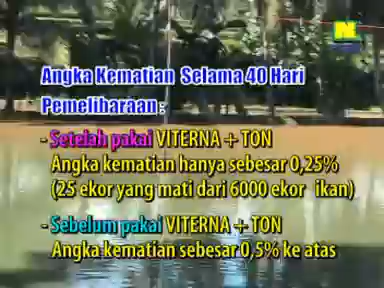 N
Angka Kematian Selama 40 Hari
Pemeliharaan :
- Setelah pakai VITERNA + TON
Angka kematian hanya sebesar 0,25%
(25 ekor yang mati dari 6000 ekor ikan)
- Sebelum pakai VITERNA + TON
Angka kematian sebesar 0,5% ke atas